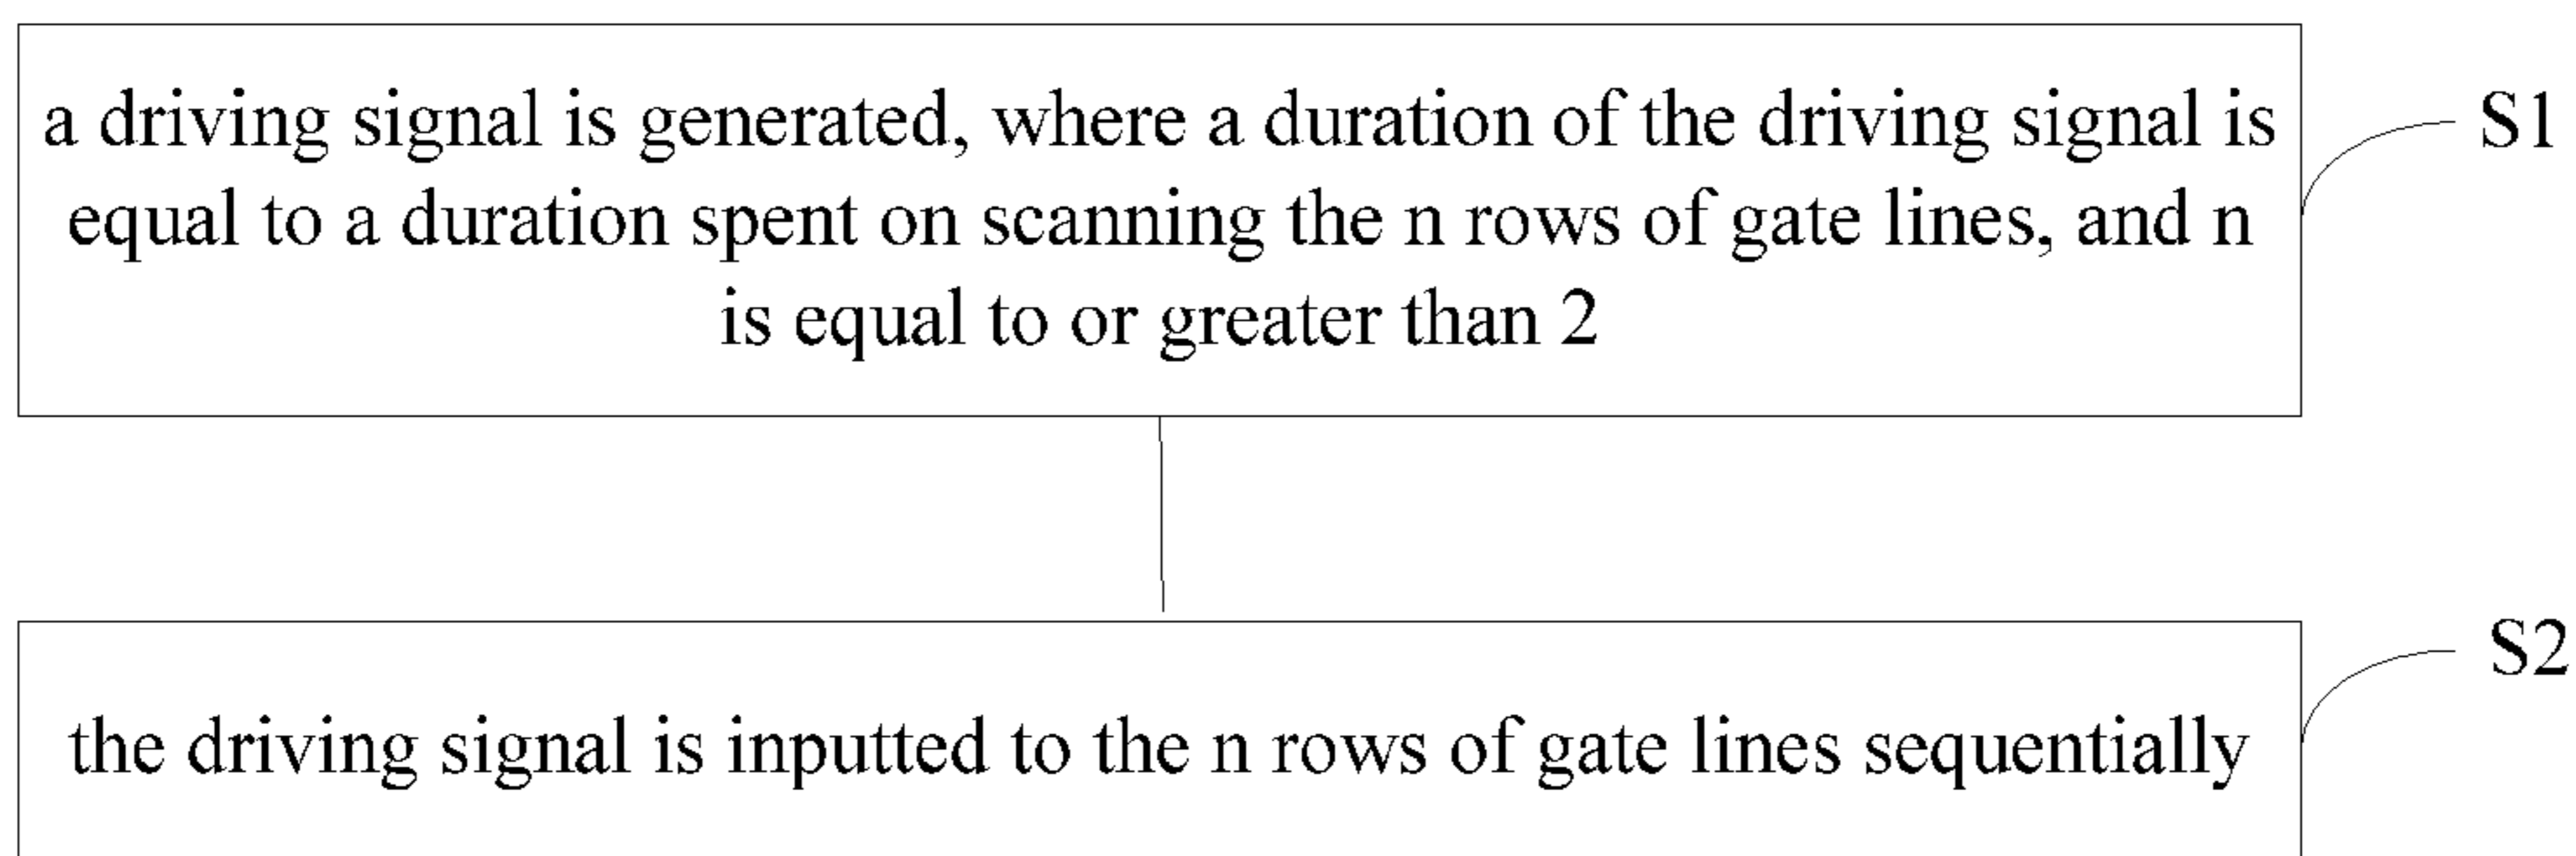 a driving signal is generated, where a duration of the driving signal is
S1
equal to a duration spent on scanning the n rows of gate lines, and n
is equal to or greater than 2
S2
the driving signal is inputted to the n rows of gate lines sequentially